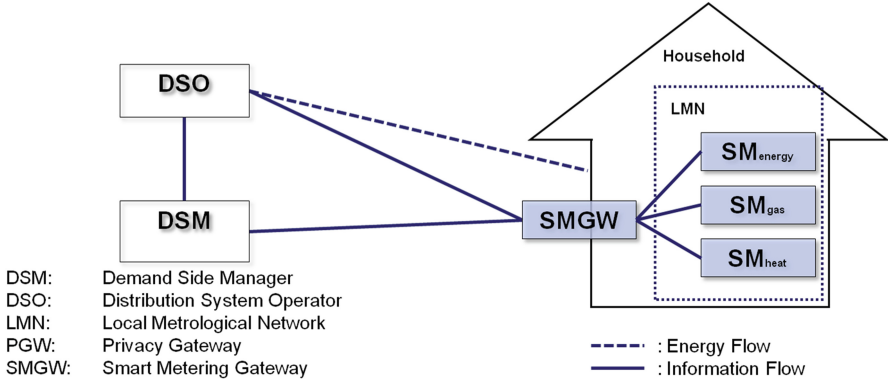 Household
DSO
LMN
SMenergy
SMgas
DSM
SMGW
SMheat
DSM: Demand Side Manager
DSO: Distribution System Operator
LMN: Local Metrological Network
PGW: Privacy Gateway
SMGW: Smart Metering Gateway
: Energy Flow
: Information Flow